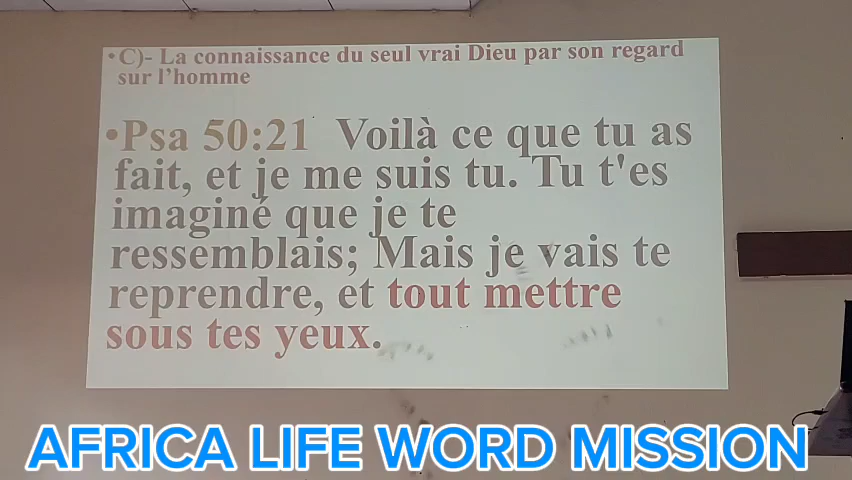 •C)- La connaissance du seul vrai Dieu par son regard
sur l'homme
•Psa 50:21 Voilà ce que tu as
fait, et je me suis tu. Tu t'es
imaginé que je te
ressemblais; Mais je vais te
reprendre, et tout mettre
sous tes yeux.
AFRICA LIFE WORD MISSION